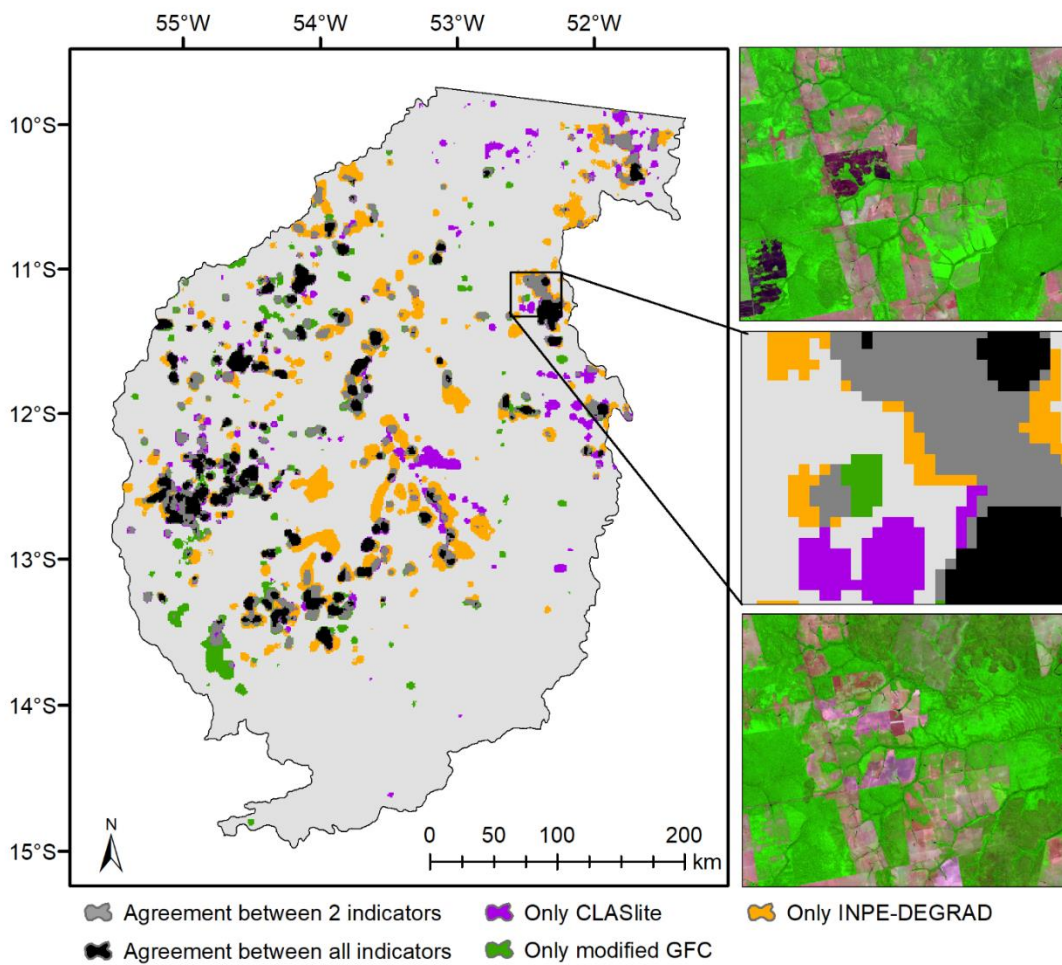 55°W 54°W 53°W 52°W
10°S
11°S
12°S
13°S
14°S
15°S
N
0 50 100 200
km
Agreement between 2 indicators
Only CLASlite
Only INPE-DEGRAD
Agreement between all indicators
Only modified GFC